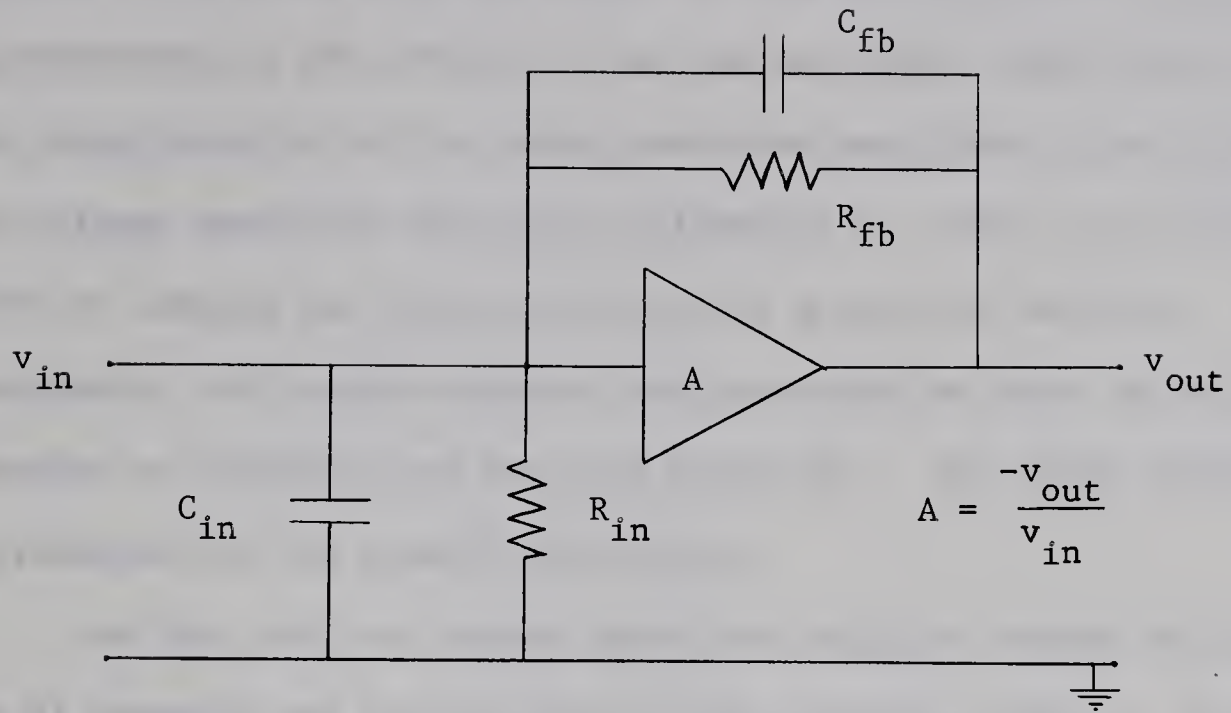 C_fb
R_fb
v_in
A
v_out
C_in
R_in
A = -v_out / v_in